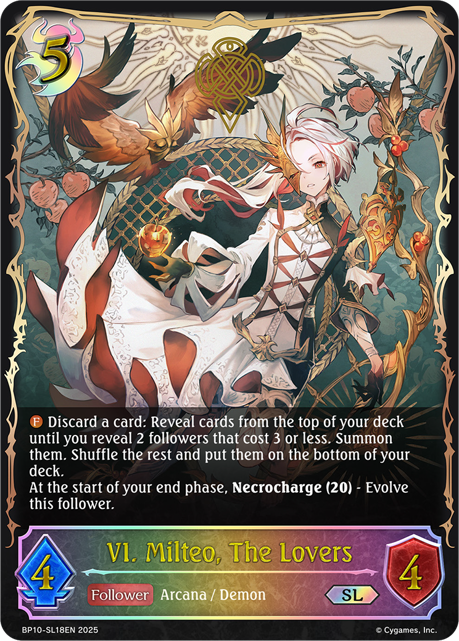 5
F Discard a card: Reveal cards from the top of your deck
until you reveal 2 followers that cost 3 or less. Summon
them. Shuffle the rest and put them on the bottom of your
deck.
At the start of your end phase, Necrocharge (20) - Evolve
this follower.
VI. Milteo, The Lovers
4
Follower Arcana / Demon
SL
4
BP10-SL18EN 2025
© Cygames, Inc.